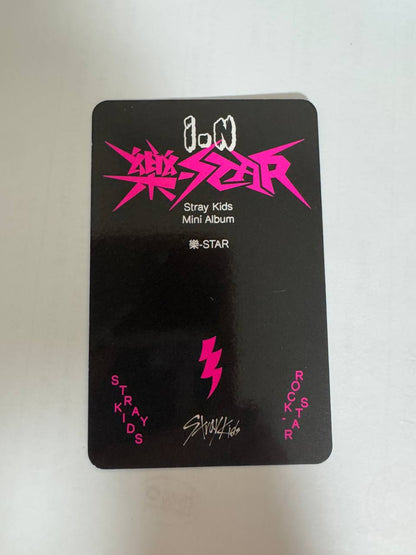 i.N
樂-STAR
Stray Kids
Mini Album
樂-STAR
STRAY
KIDS
Stray Kids
ROCK-
STAR